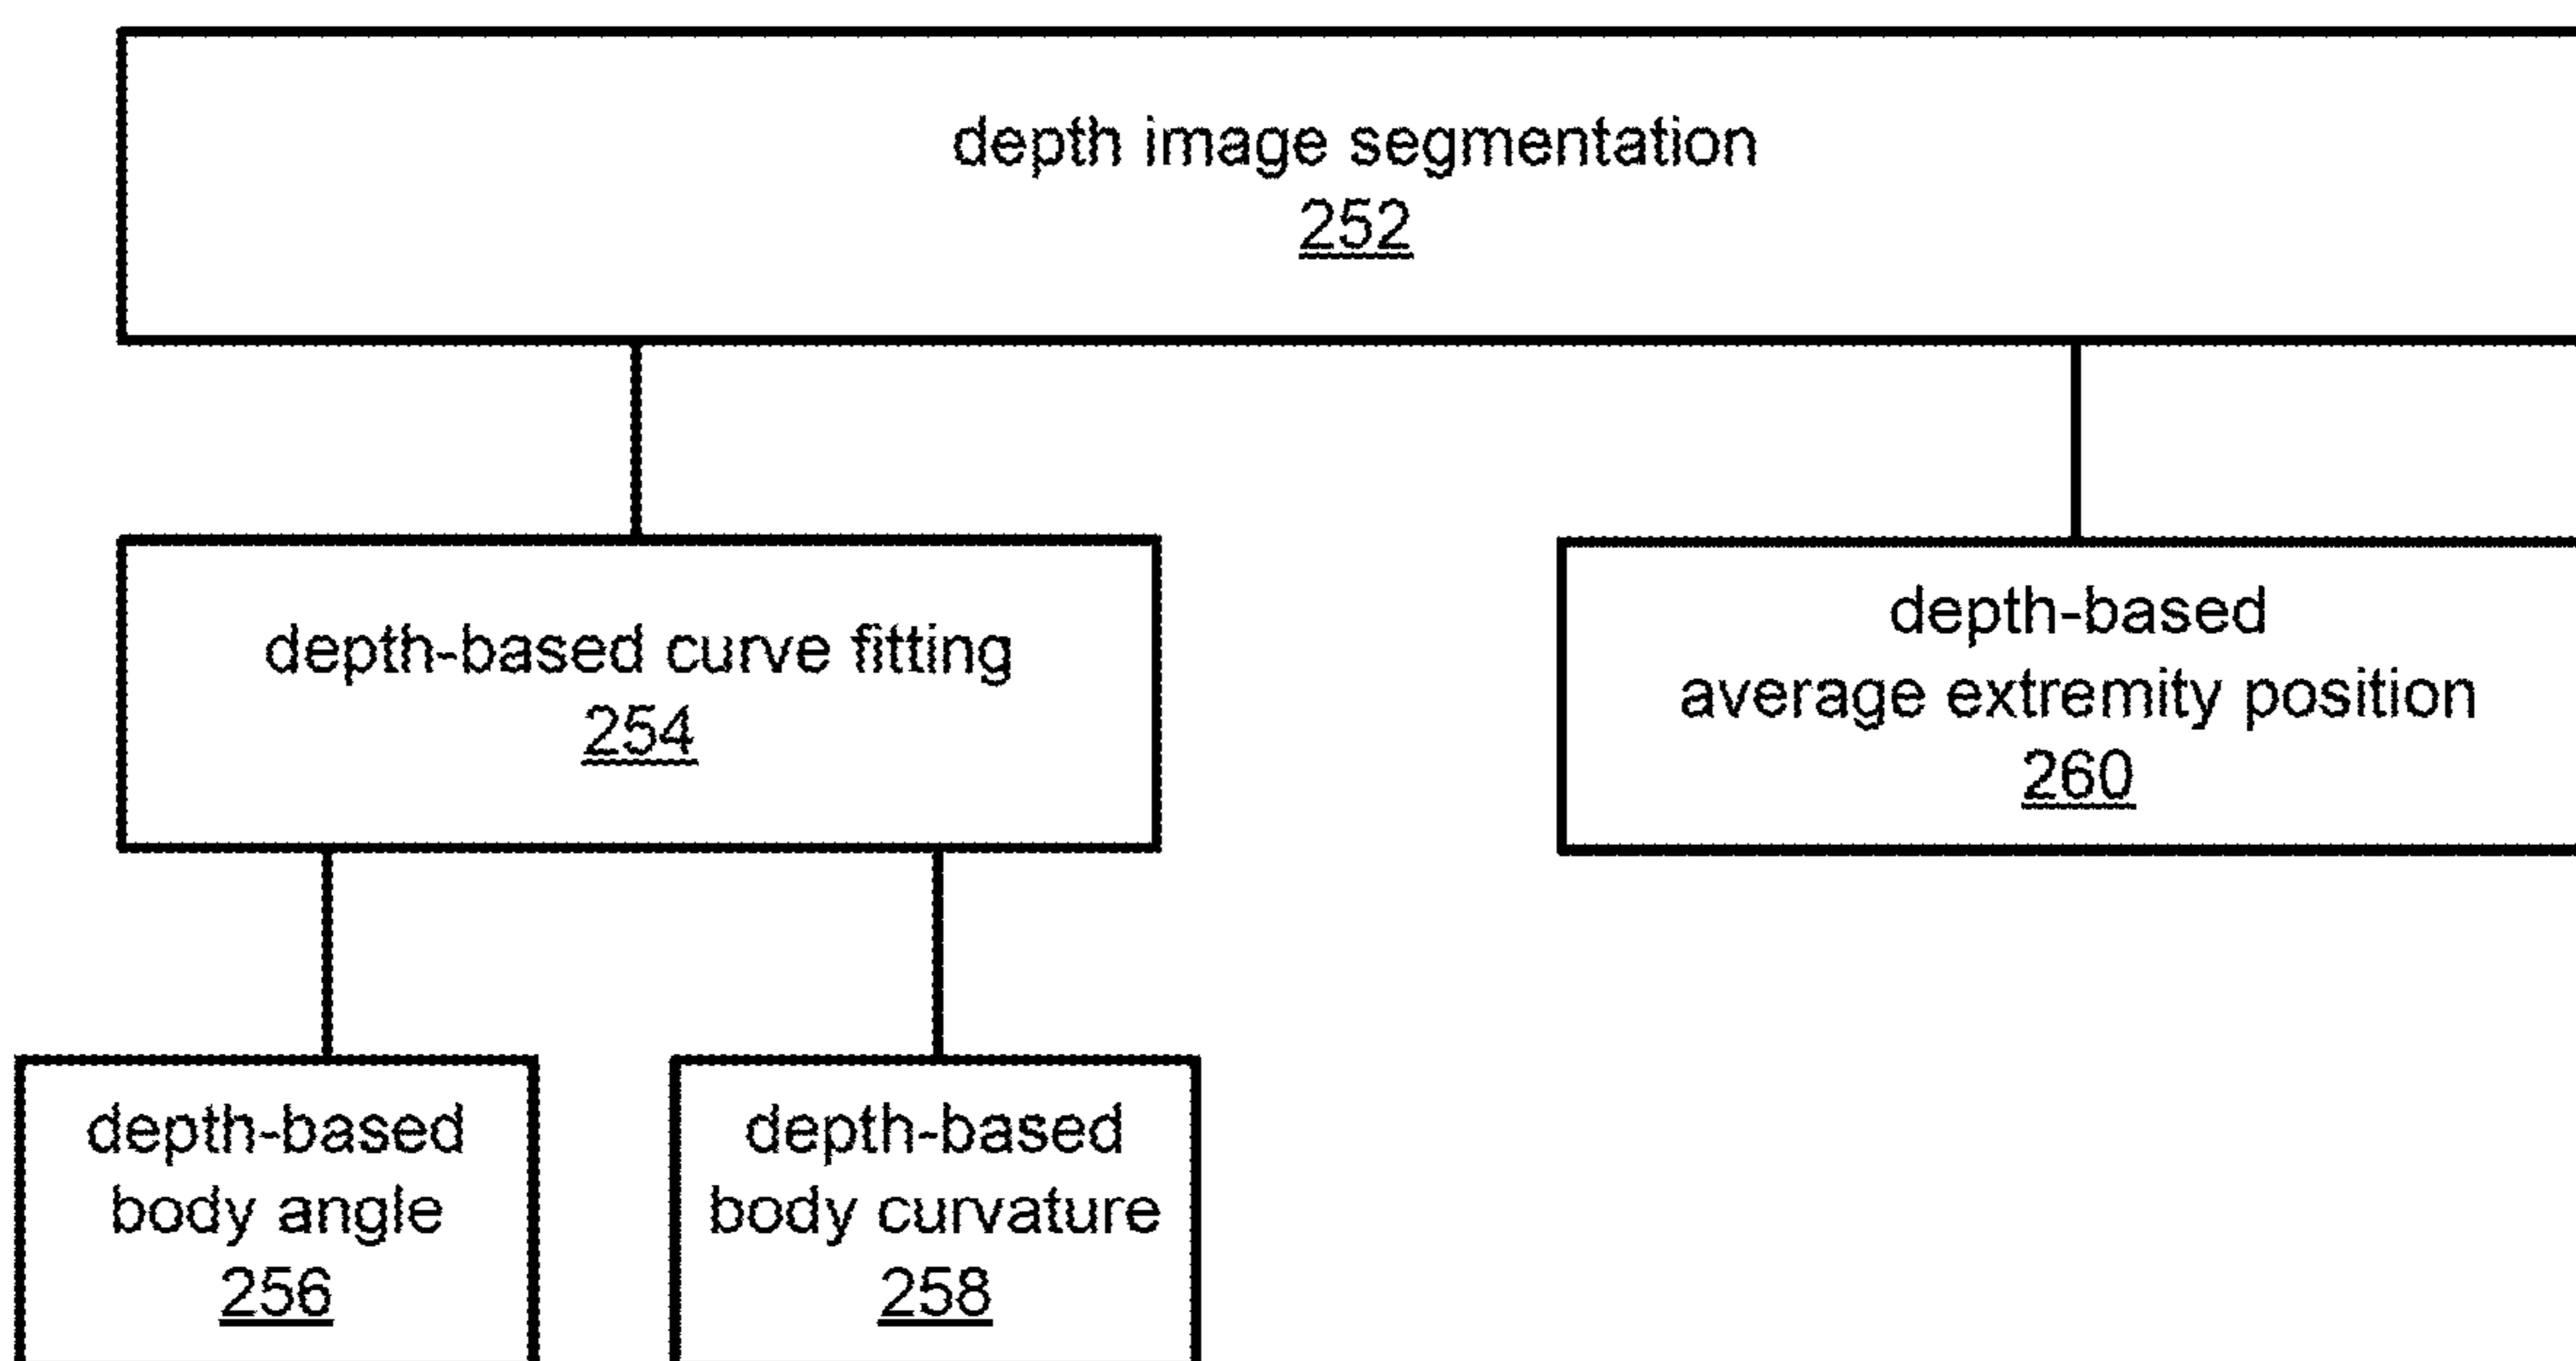 depth image segmentation
252
depth-based curve fitting
254
depth-based
average extremity position
260
depth-based
body angle
256
depth-based
body curvature
258